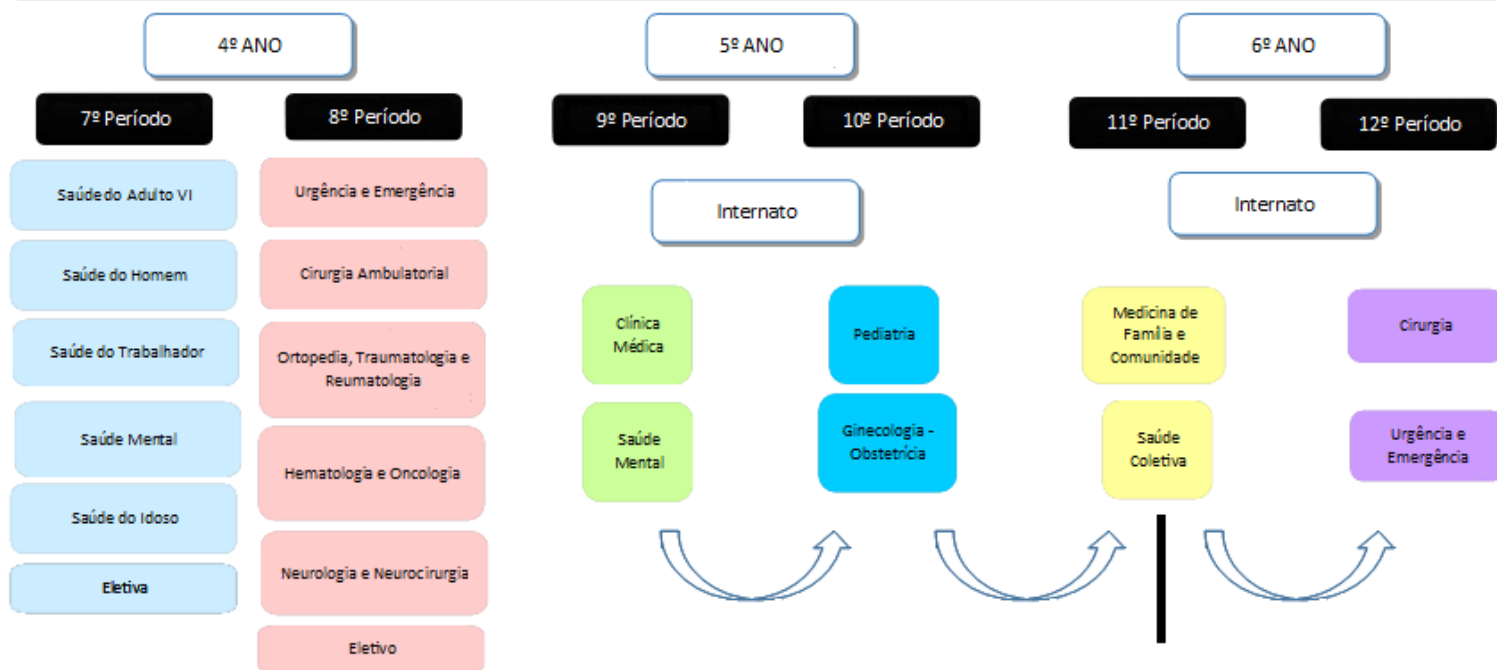 4º ANO
5º ANO
6º ANO
7º Período
8º Período
9º Período
10º Período
11º Período
12º Período
Saúde do Adulto VI
Saúde do Homem
Saúde do Trabalhador
Saúde Mental
Saúde do Idoso
Eletiva
Urgência e Emergência
Cirurgia Ambulatorial
Ortopedia, Traumatologia e
Reumatologia
Hematologia e Oncologia
Neurologia e Neurocirurgia
Eletivo
Internato
Clínica
Médica
Saúde
Mental
Pediatria
Ginecologia -
Obstetrícia
Internato
Medicina de
Família e
Comunidade
Saúde
Coletiva
Cirurgia
Urgência e
Emergência